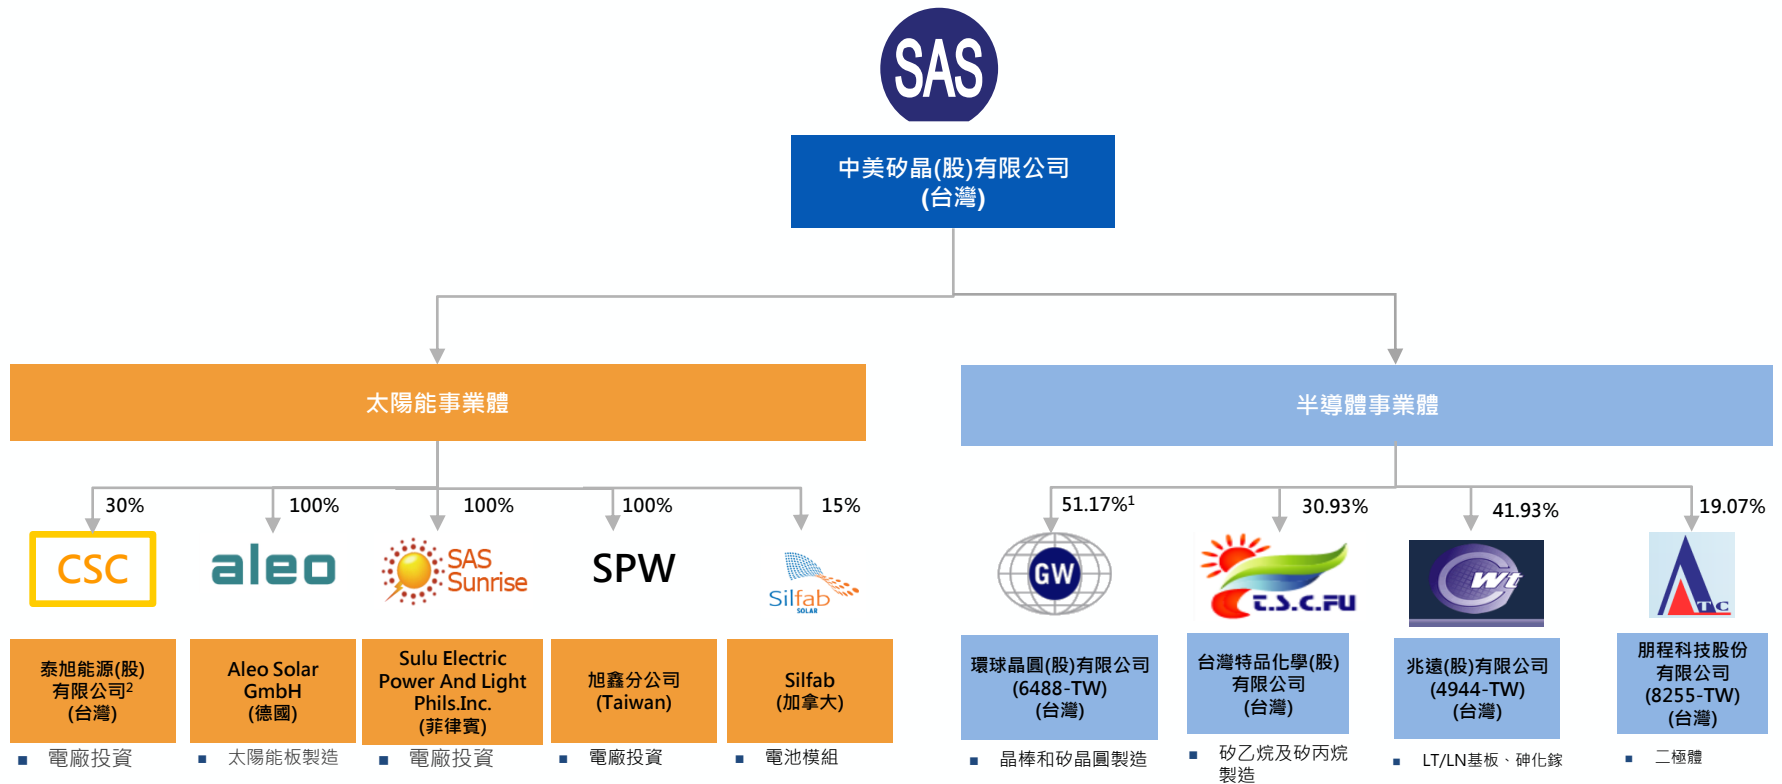 SAS
中美矽晶(股)有限公司
(台灣)
太陽能事業體
半導體事業體
30%
100%
100%
100%
15%
51.17%1
30.93%
41.93%
19.07%
CSC
aleo
SAS
Sunrise
SPW
Silfab
SOLAR
GW
T.S.C.FU
Cwt
ATC
泰旭能源(股)
有限公司2
(台灣)
Aleo Solar
GmbH
(德國)
Sulu Electric
Power And Light
Phils.Inc.
(菲律賓)
旭鑫分公司
(Taiwan)
Silfab
(加拿大)
環球晶圓(股)有限公司
(6488-TW)
(台灣)
台灣特品化學(股)
有限公司
(台灣)
兆遠(股)有限公司
(4944-TW)
(台灣)
朋程科技股份
有限公司
(8255-TW)
(台灣)
▪ 電廠投資
▪ 太陽能板製造
▪ 電廠投資
▪ 電廠投資
▪ 電池模組
▪ 晶棒和矽晶圓製造
▪ 矽乙烷及矽丙烷
製造
▪ LT/LN基板、砷化鎵
▪ 二極體